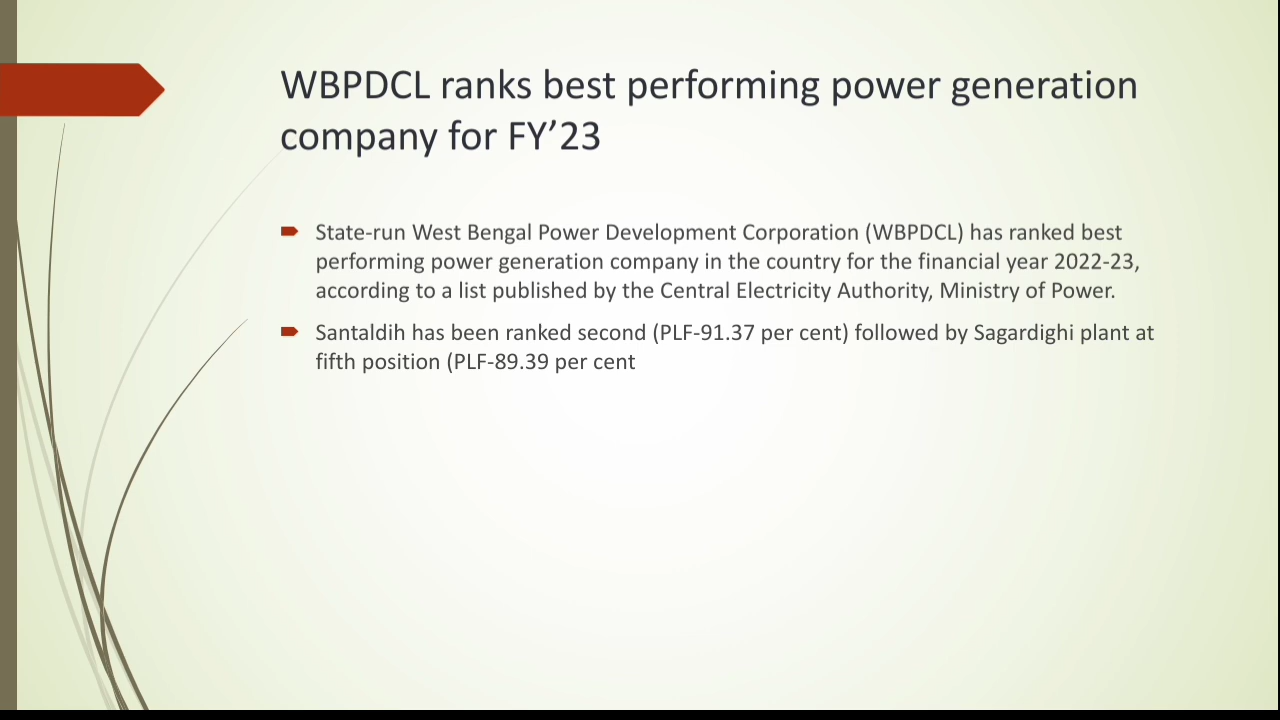 WBPDCL ranks best performing power generation
company for FY’23
State-run West Bengal Power Development Corporation (WBPDCL) has ranked best
performing power generation company in the country for the financial year 2022-23,
according to a list published by the Central Electricity Authority, Ministry of Power.
Santaldih has been ranked second (PLF-91.37 per cent) followed by Sagardighi plant at
fifth position (PLF-89.39 per cent